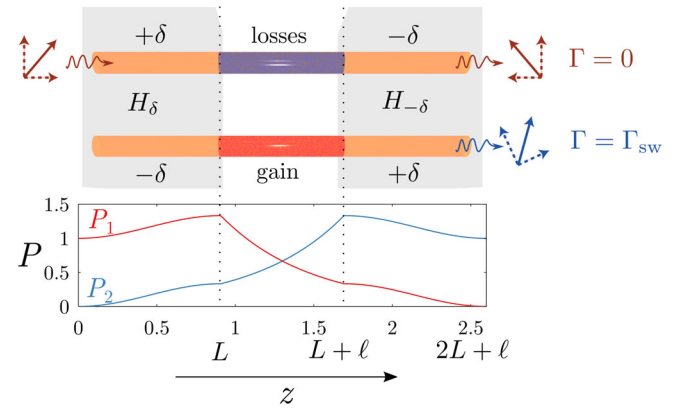 +δ losses −δ
Γ = 0
H_δ H_{−δ}
Γ = Γ_sw
−δ gain +δ
1.5
P_1
1
P
0.5
P_2
0
0 0.5 1 1.5 2 2.5
L L + ℓ 2L + ℓ
z